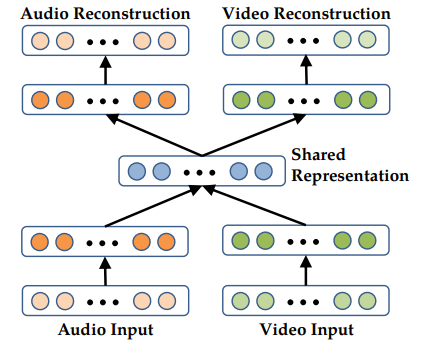 Audio Reconstruction
Video Reconstruction
Shared
Representation
Audio Input
Video Input